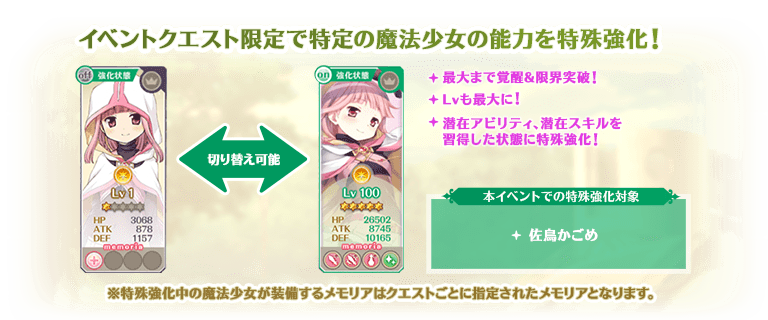 イベントクエスト限定で特定の魔法少女の能力を特殊強化！
off 強化状態
Lv 1
HP 3068
ATK 878
DEF 1157
memoria
切り替え可能
on 強化状態
Lv 100
HP 26502
ATK 8745
DEF 10165
memoria
最大まで覚醒&限界突破！
Lvも最大に！
潜在アビリティ、潜在スキルを
習得した状態に特殊強化！
本イベントでの特殊強化対象
佐鳥かごめ
※特殊強化中の魔法少女が装備するメモリアはクエストごとに指定されたメモリアとなります。